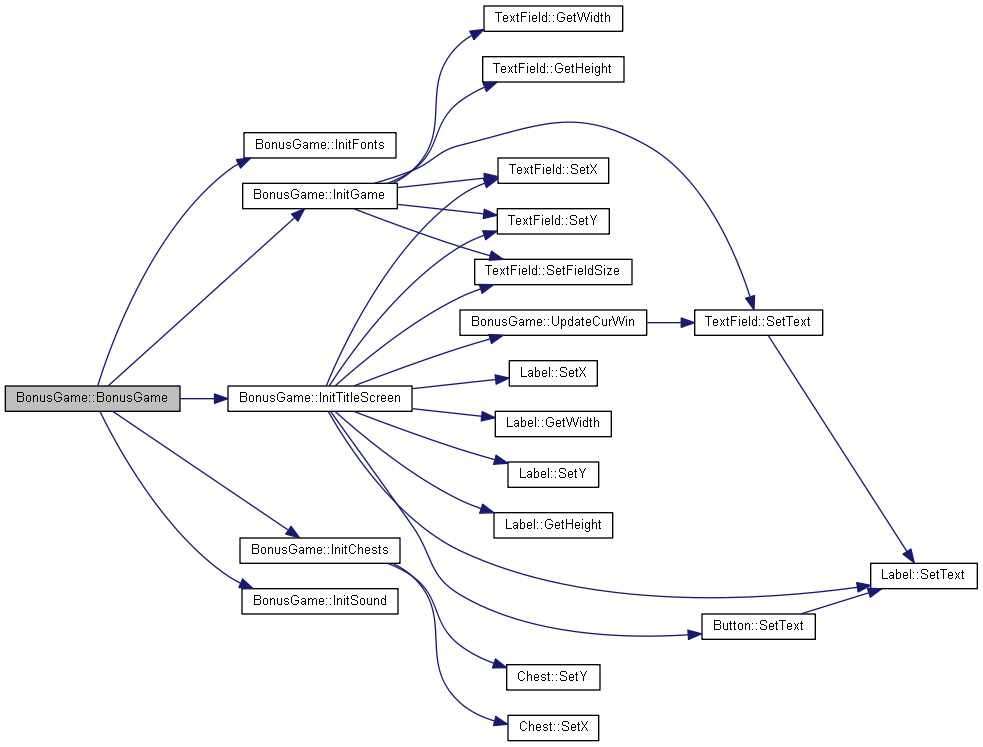 TextField::GetWidth
TextField::GetHeight
BonusGame::InitFonts
TextField::SetX
BonusGame::InitGame
TextField::SetY
TextField::SetFieldSize
BonusGame::UpdateCurWin
TextField::SetText
Label::SetX
BonusGame::BonusGame
BonusGame::InitTitleScreen
Label::GetWidth
Label::SetY
Label::GetHeight
BonusGame::InitChests
Label::SetText
BonusGame::InitSound
Button::SetText
Chest::SetY
Chest::SetX